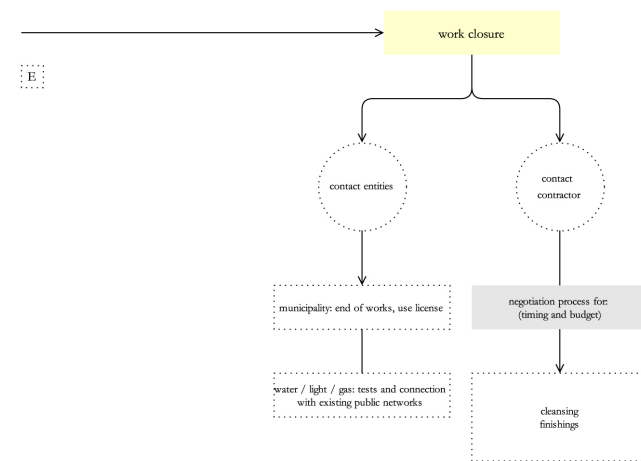 work closure
E
contact entities
contact
contractor
municipality: end of works, use license
negotiation process for:
(timing and budget)
water / light / gas: tests and connection
with existing public networks
cleansing
finishings